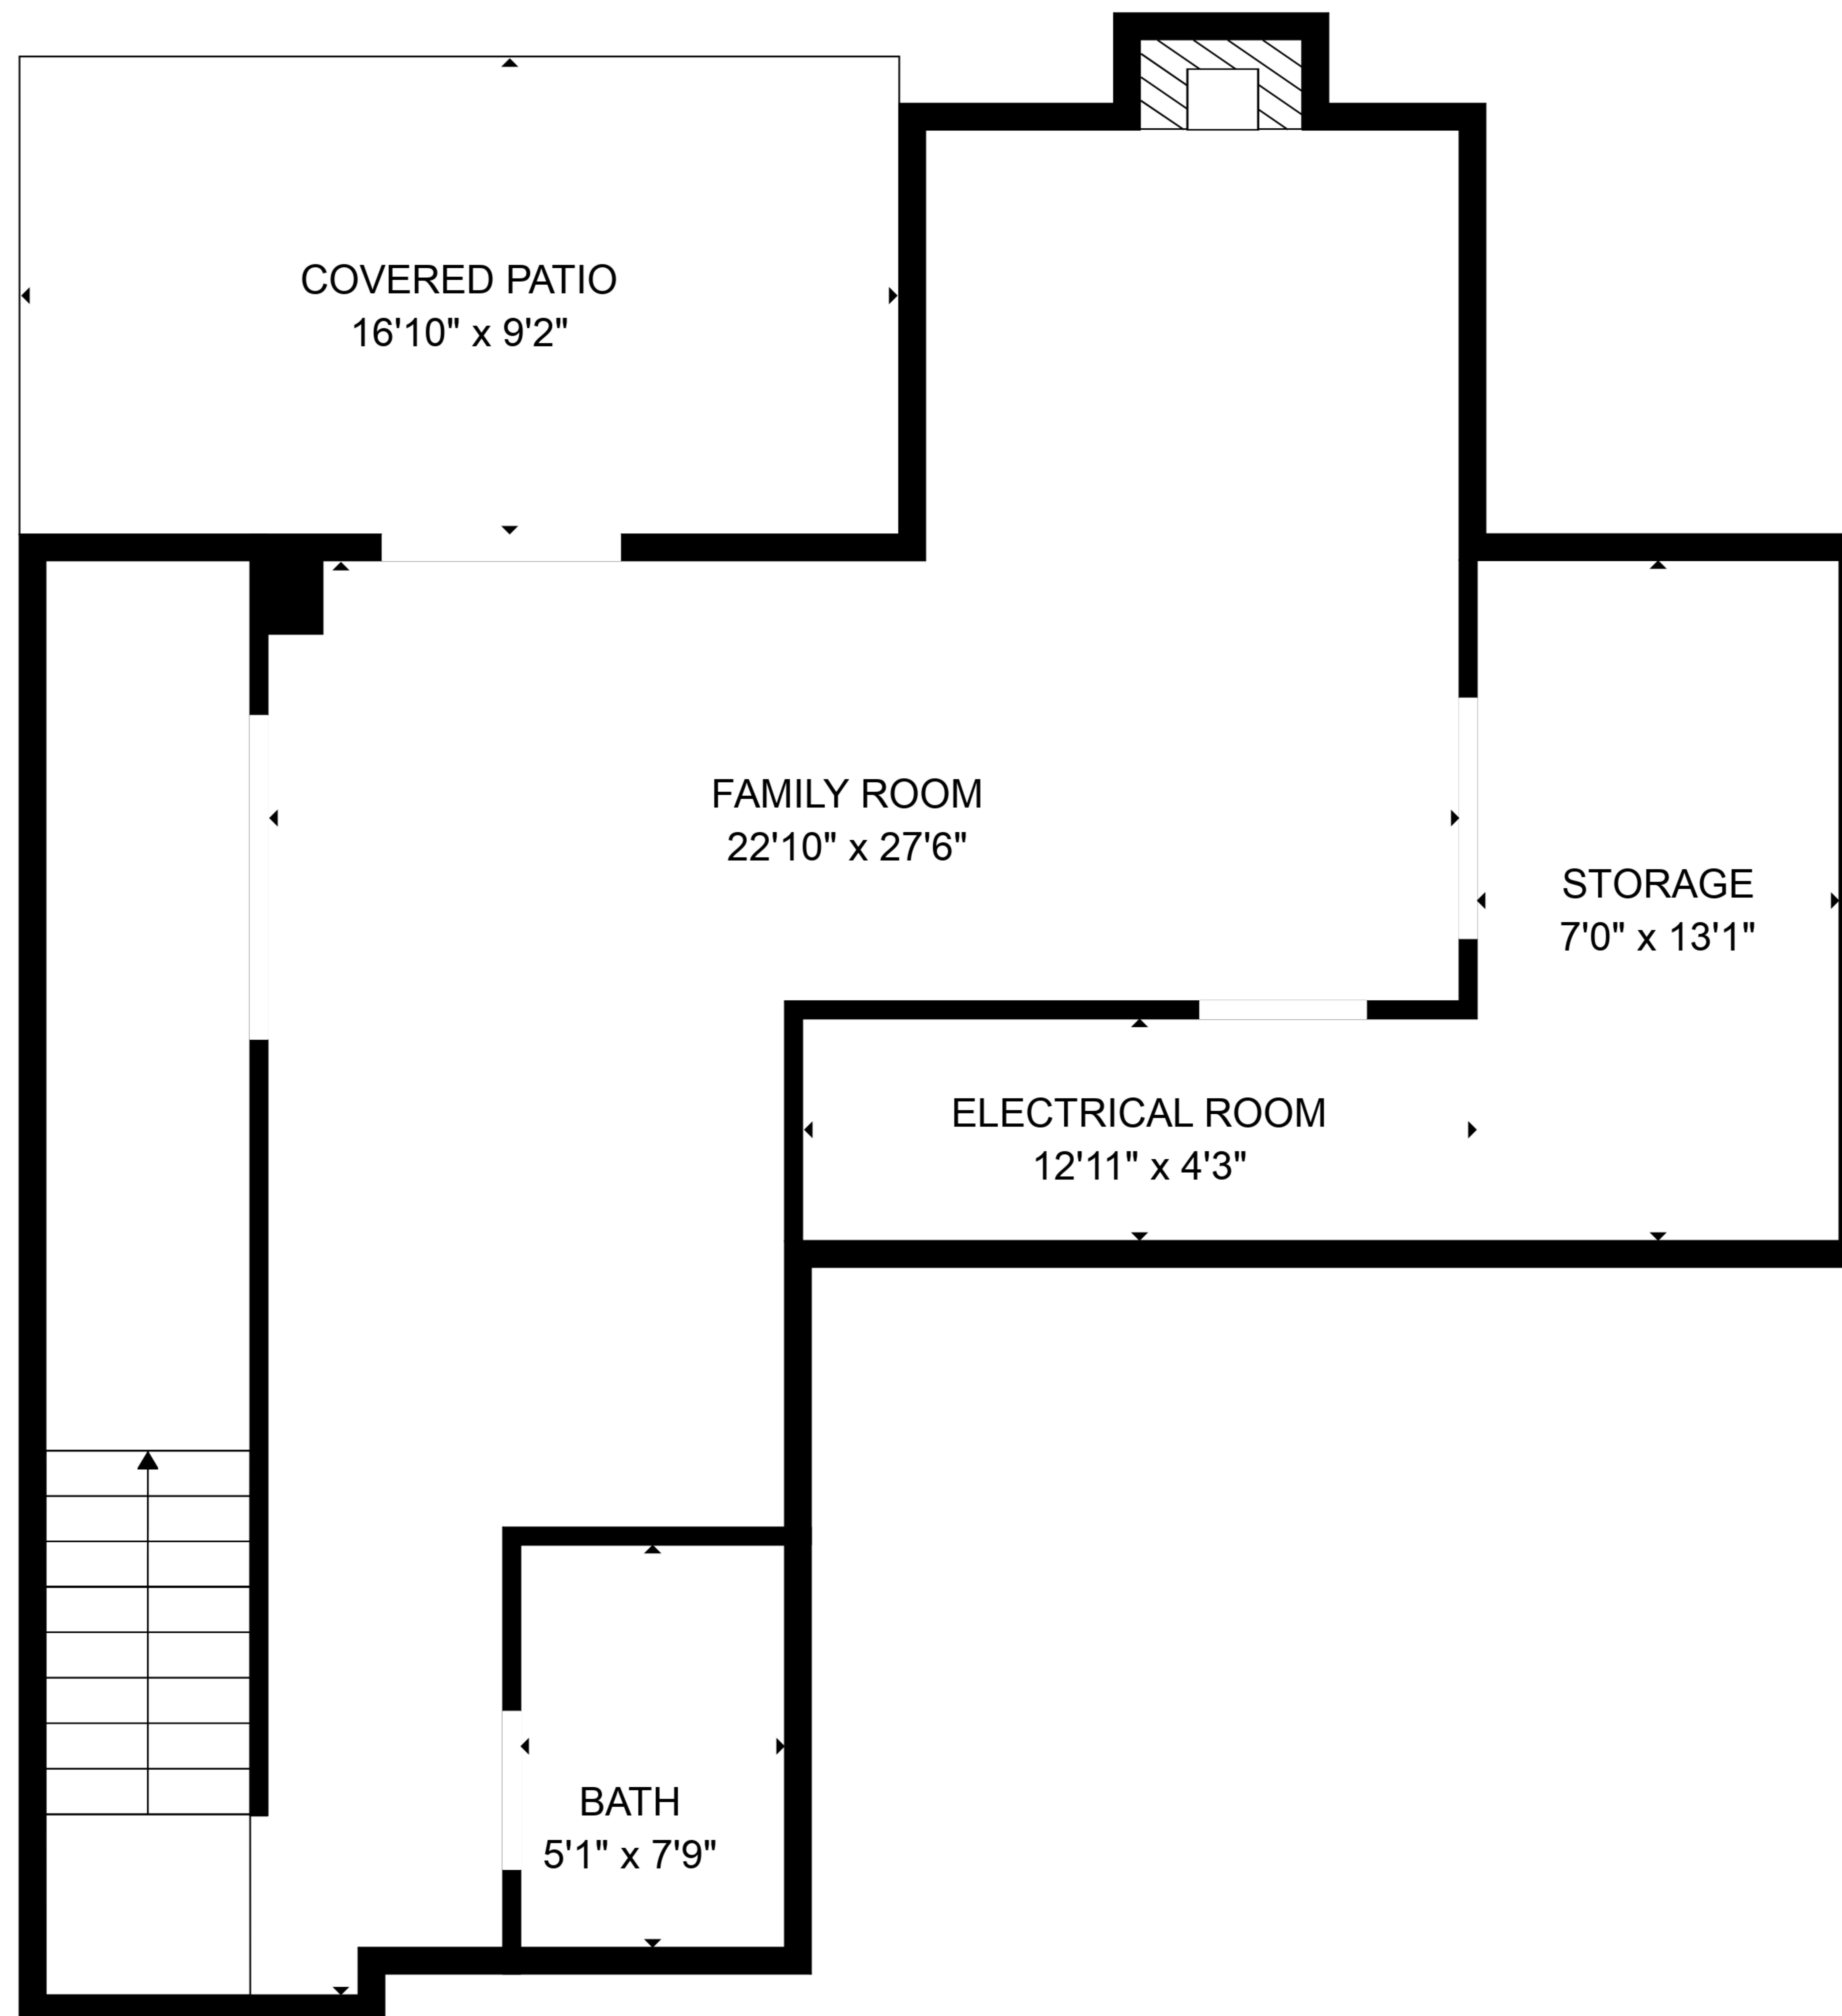 COVERED PATIO
16'10" x 9'2"
FAMILY ROOM
22'10" x 27'6"
STORAGE
7'0" x 13'1"
ELECTRICAL ROOM
12'11" x 4'3"
BATH
5'1" x 7'9"